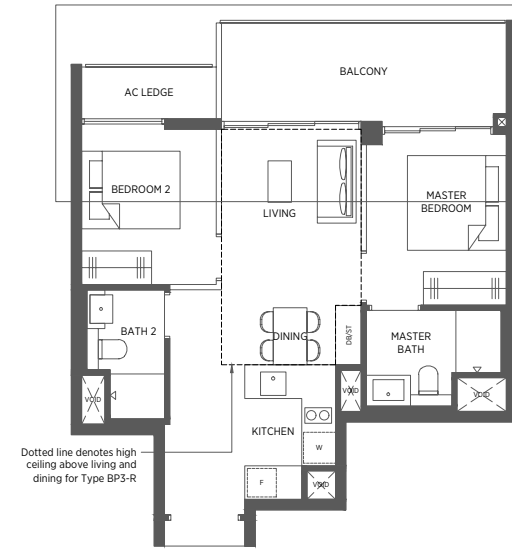 BALCONY
AC LEDGE
BEDROOM 2
MASTER
BEDROOM
LIVING
DINING
DB/ST
BATH 2
MASTER
BATH
VOID
VOID
VOID
KITCHEN
W
Dotted line denotes high
ceiling above living and
dining for Type BP3-R
F
VOID